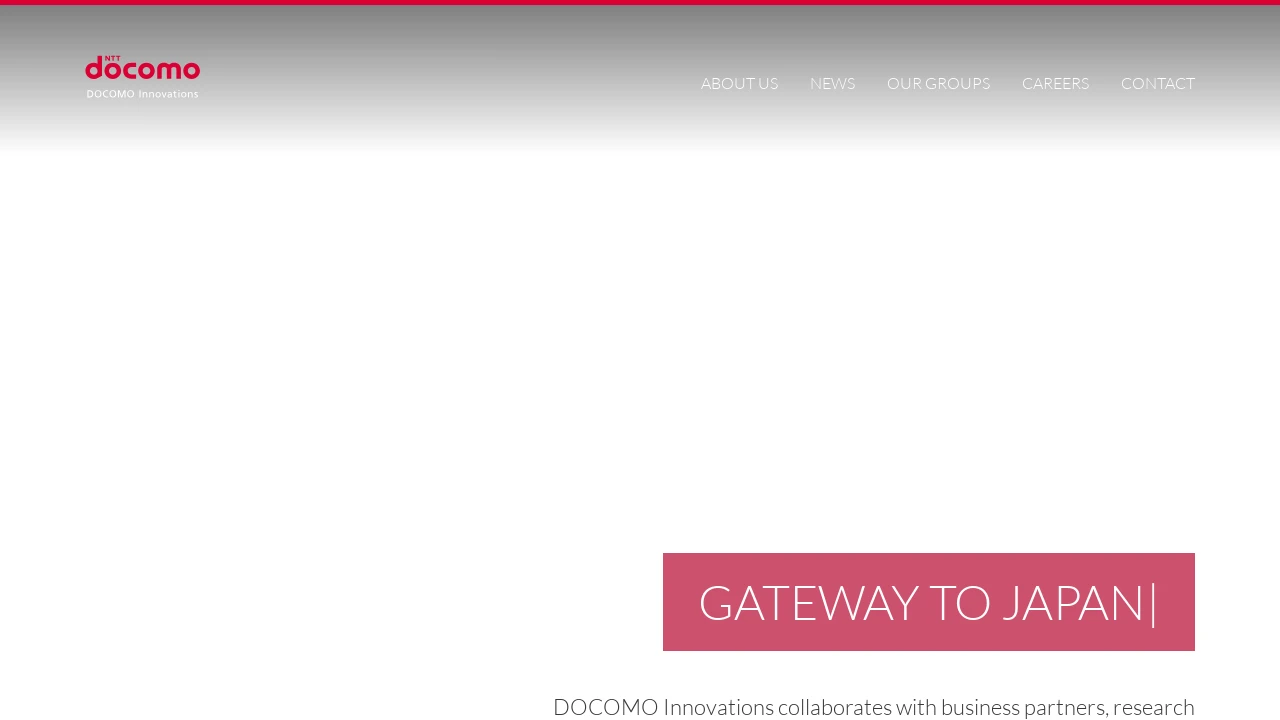 NTT
docomo
DOCOMO Innovations
ABOUT US
NEWS
OUR GROUPS
CAREERS
CONTACT
GATEWAY TO JAPAN|
DOCOMO Innovations collaborates with business partners, research